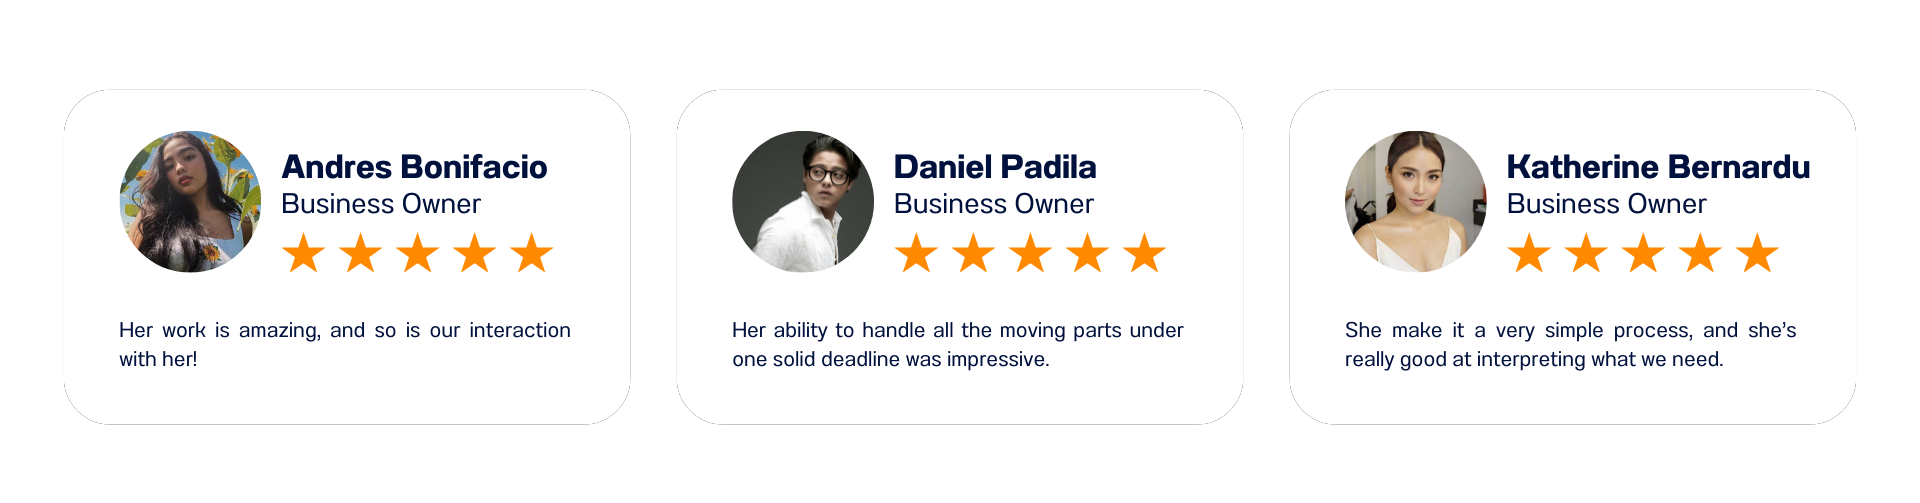 Andres Bonifacio
Business Owner
Her work is amazing, and so is our interaction
with her!
Daniel Padila
Business Owner
Her ability to handle all the moving parts under
one solid deadline was impressive.
Katherine Bernardu
Business Owner
She make it a very simple process, and she's
really good at interpreting what we need.